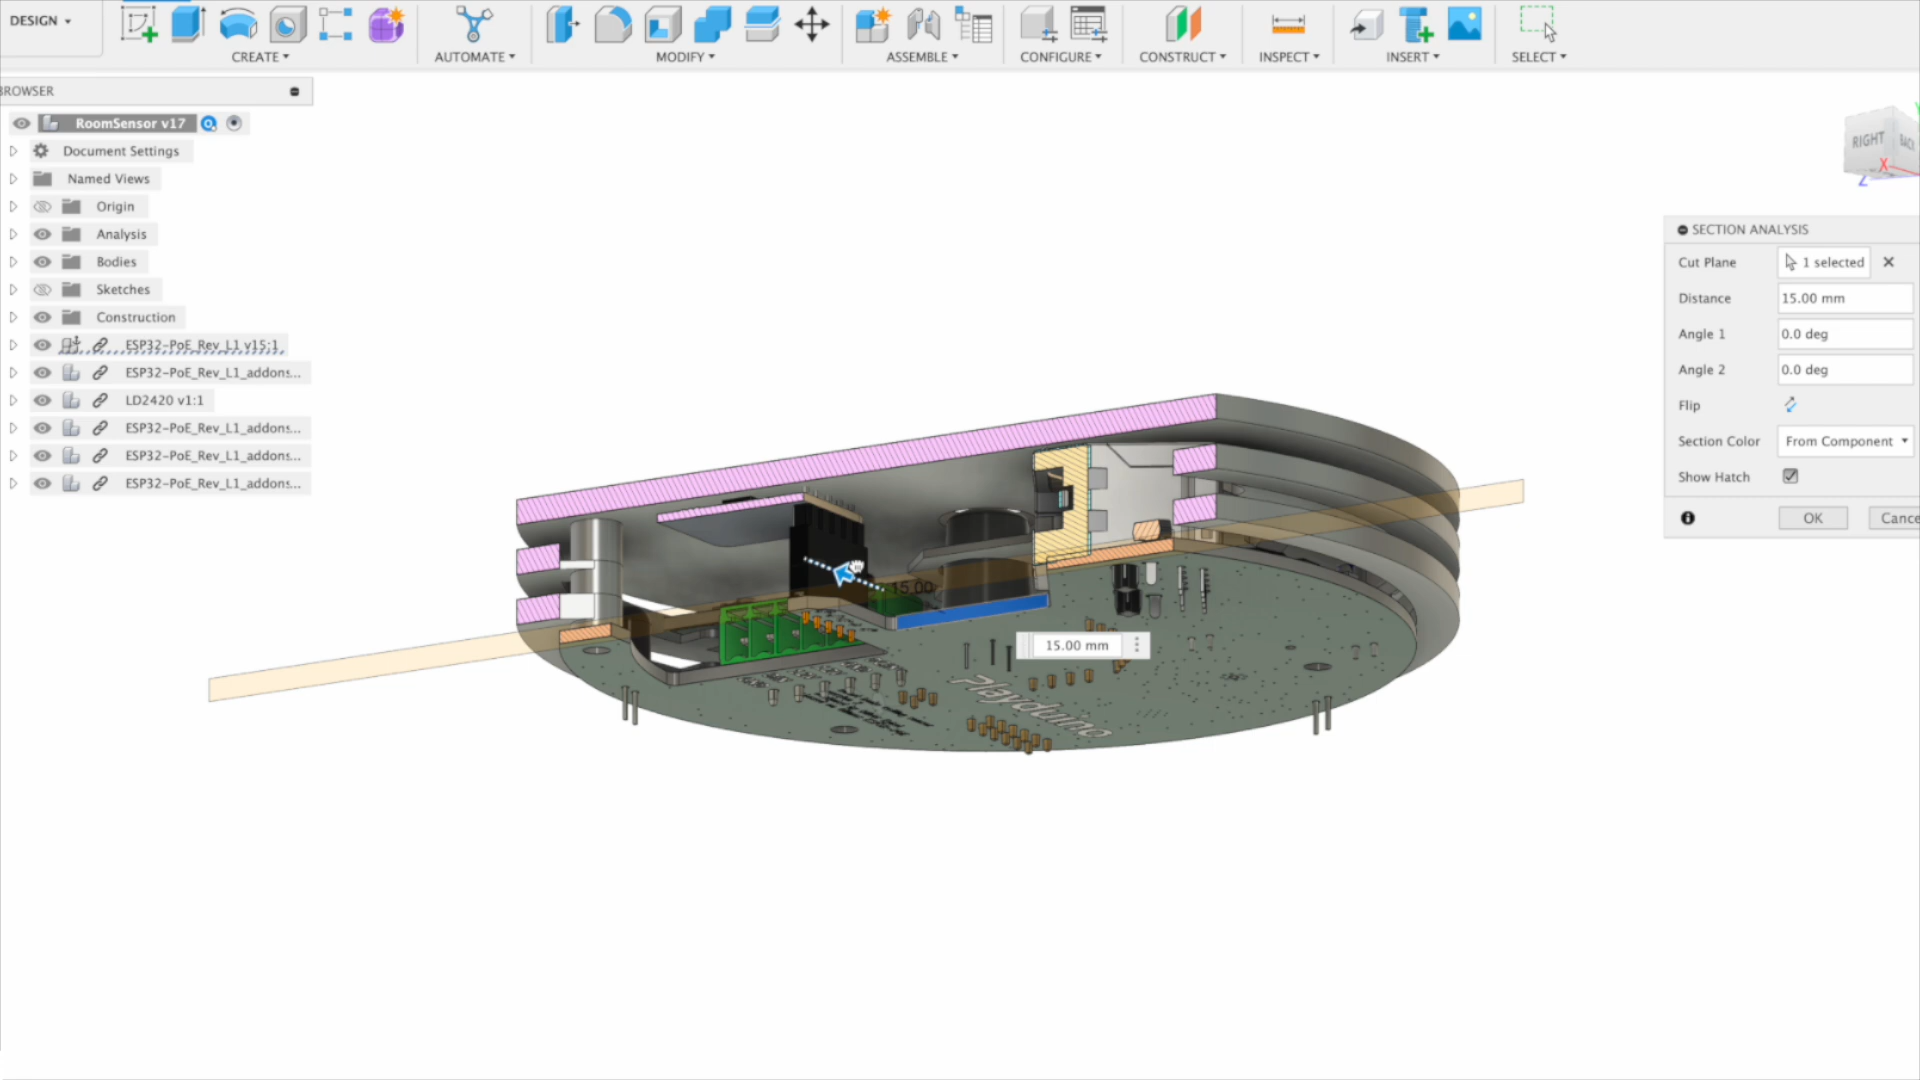 DESIGN
CREATE
AUTOMATE
MODIFY
ASSEMBLE
CONFIGURE
CONSTRUCT
INSPECT
INSERT
SELECT
BROWSER
RoomSensor v17
Document Settings
Named Views
Origin
Analysis
Bodies
Sketches
Construction
ESP32-PoE_Rev_L1 v15:1
ESP32-PoE_Rev_L1_addons...
LD2420 v1:1
ESP32-PoE_Rev_L1_addons...
ESP32-PoE_Rev_L1_addons...
ESP32-PoE_Rev_L1_addons...
RIGHT
BACK
X
Z
SECTION ANALYSIS
Cut Plane
1 selected
Distance
15.00 mm
Angle 1
0.0 deg
Angle 2
0.0 deg
Flip
Section Color
From Component
Show Hatch
OK
Cance
15.00
15.00 mm
Playduino